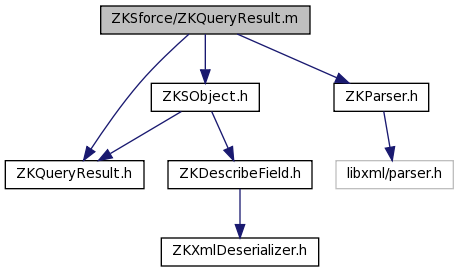 ZKSforce/ZKQueryResult.m
ZKSObject.h
ZKParser.h
ZKQueryResult.h
ZKDescribeField.h
libxml/parser.h
ZKXmlDeserializer.h